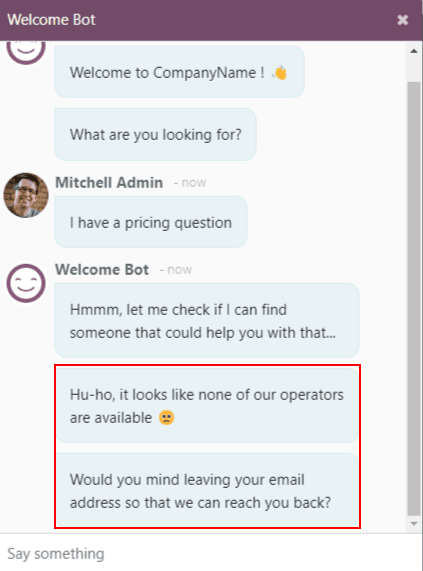 Welcome Bot
Welcome to CompanyName ! 👋
What are you looking for?
Mitchell Admin - now
I have a pricing question
Welcome Bot - now
Hmmm, let me check if I can find
someone that could help you with that...
Hu-ho, it looks like none of our operators
are available 😞
Would you mind leaving your email
address so that we can reach you back?
Say something